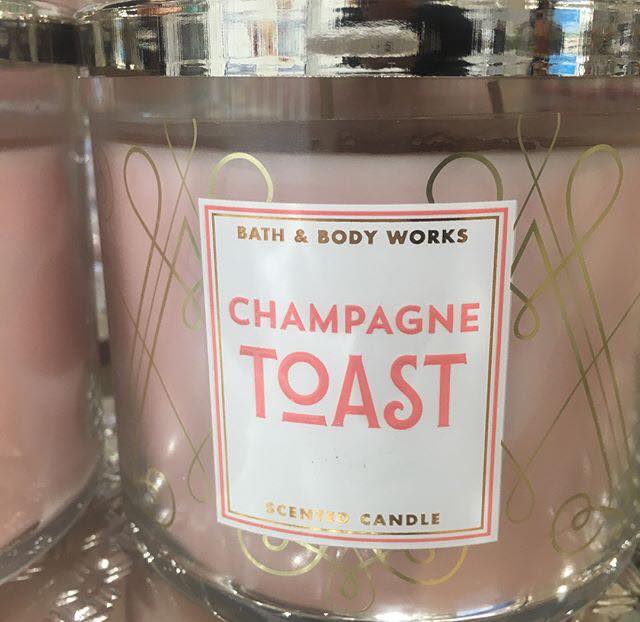 BATH & BODY WORKS
CHAMPAGNE
TOAST
SCENTED CANDLE